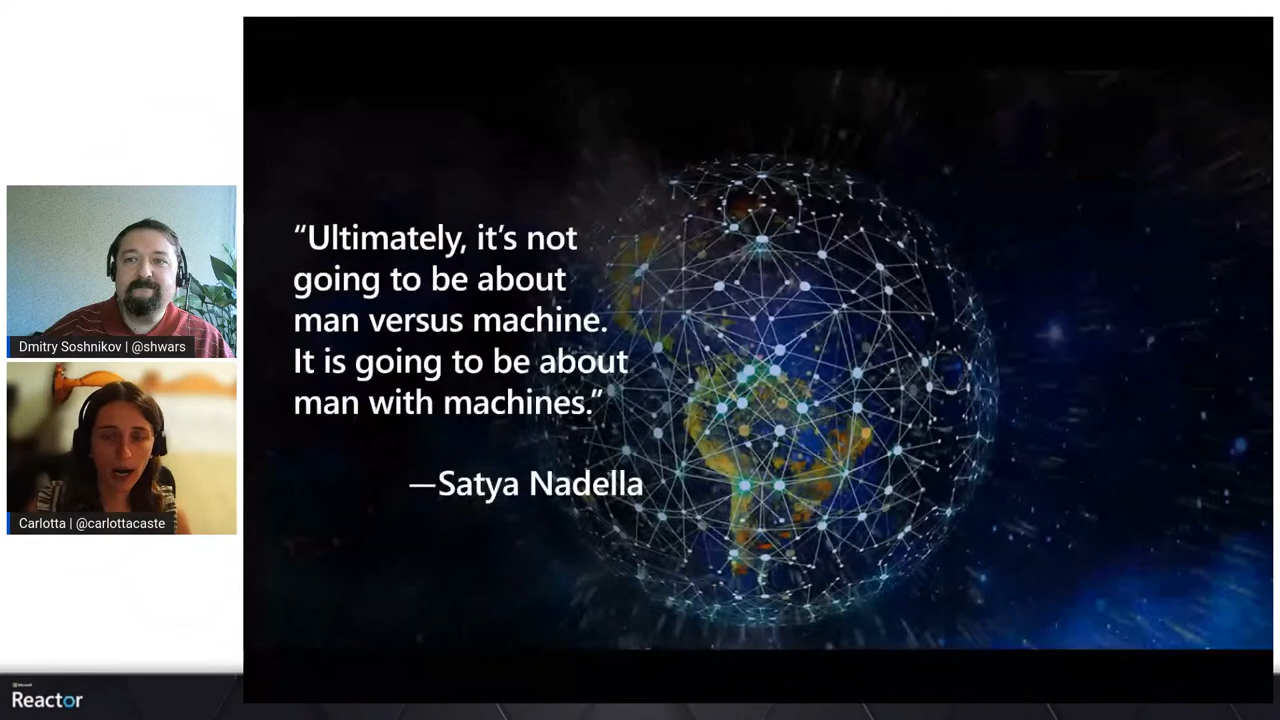 “Ultimately, it’s not
going to be about
man versus machine.
It is going to be about
man with machines.”
—Satya Nadella
Dmitry Soshnikov | @shwars
Carlotta | @carlottacaste
Microsoft
Reactor